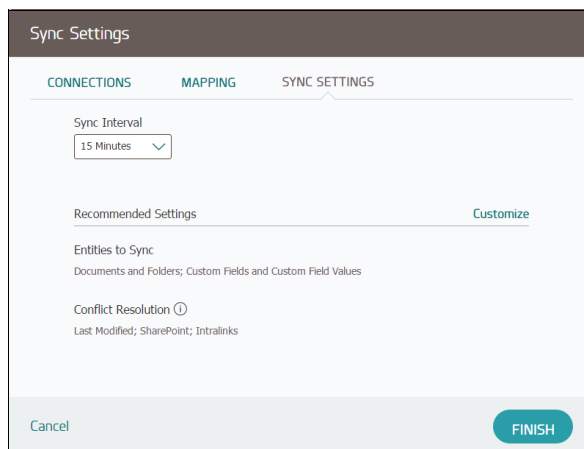 Sync Settings
CONNECTIONS MAPPING SYNC SETTINGS
Sync Interval
15 Minutes
Recommended Settings Customize
Entities to Sync
Documents and Folders; Custom Fields and Custom Field Values
Conflict Resolution
Last Modified; SharePoint; Intralinks
Cancel FINISH